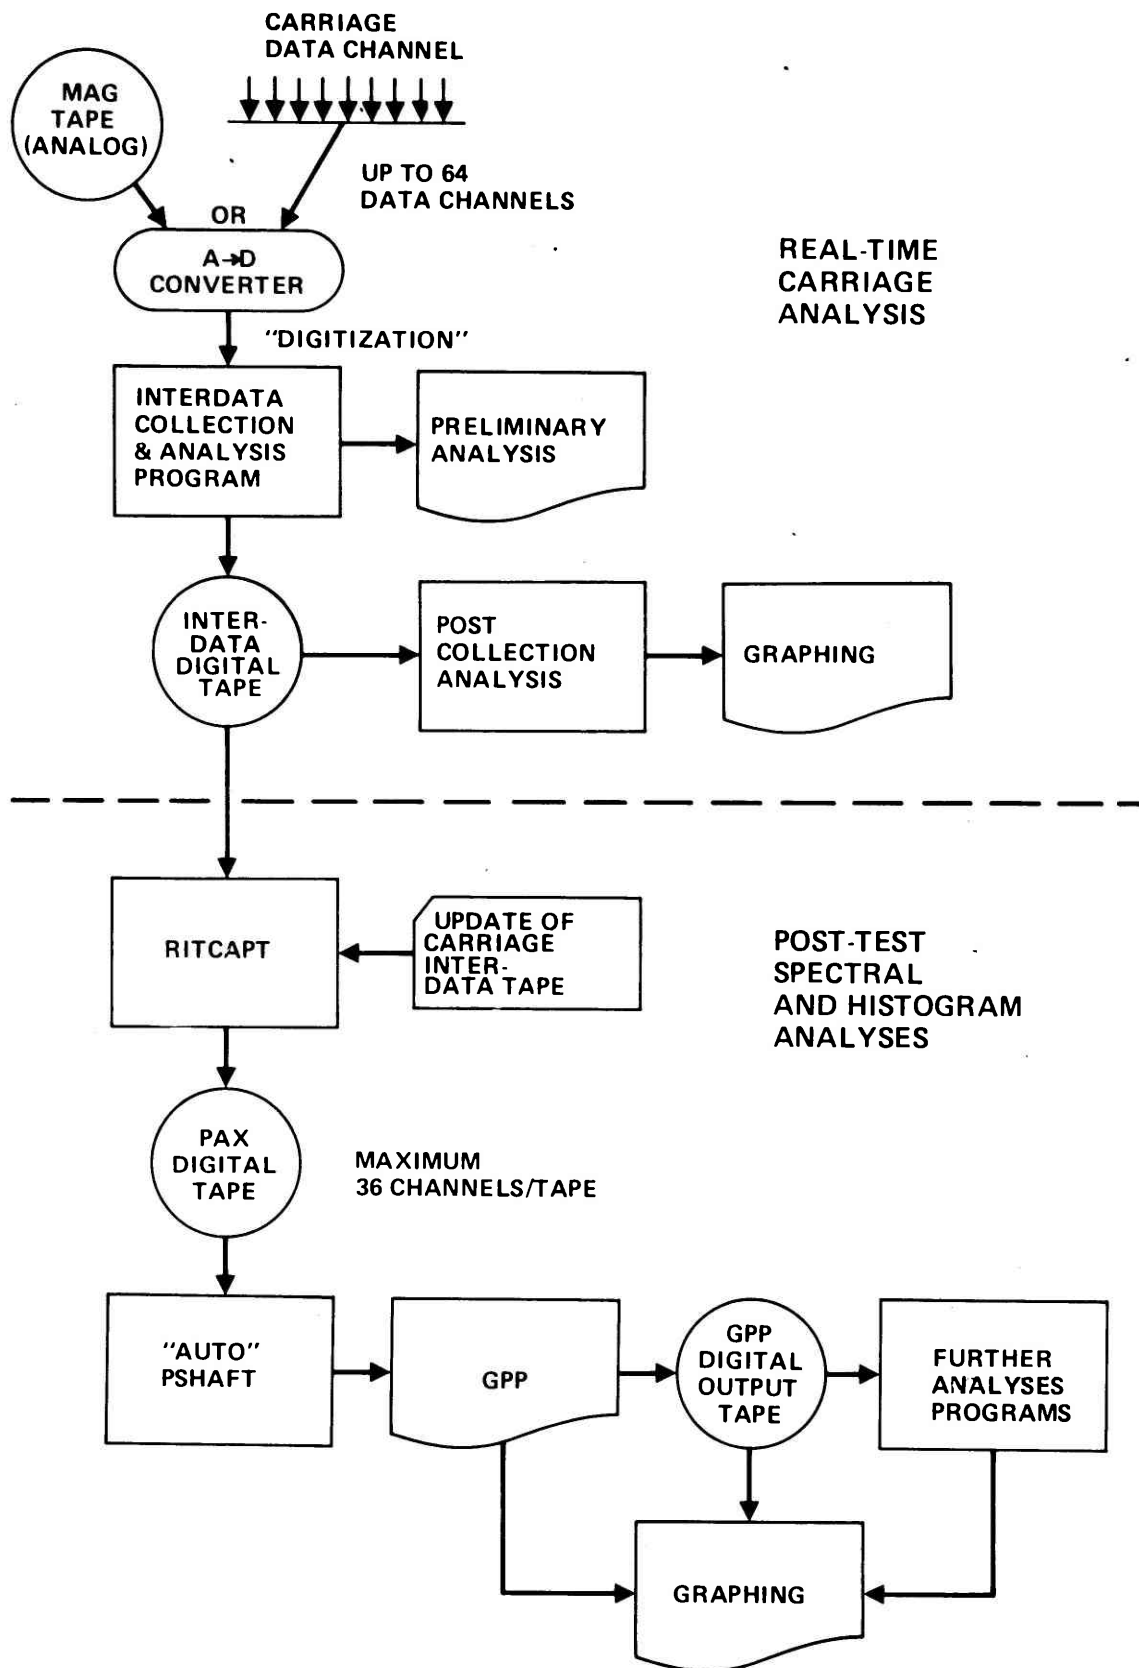 CARRIAGE
DATA CHANNEL
MAG
TAPE
(ANALOG)
UP TO 64
DATA CHANNELS
OR
A→D
CONVERTER
REAL-TIME
CARRIAGE
ANALYSIS
"DIGITIZATION"
INTERDATA
COLLECTION
& ANALYSIS
PROGRAM
PRELIMINARY
ANALYSIS
INTER-
DATA
DIGITAL
TAPE
POST
COLLECTION
ANALYSIS
GRAPHING
RITCAPT
UPDATE OF
CARRIAGE
INTER-
DATA TAPE
POST-TEST
SPECTRAL
AND HISTOGRAM
ANALYSES
PAX
DIGITAL
TAPE
MAXIMUM
36 CHANNELS/TAPE
"AUTO"
PSHAFT
GPP
GPP
DIGITAL
OUTPUT
TAPE
FURTHER
ANALYSES
PROGRAMS
GRAPHING